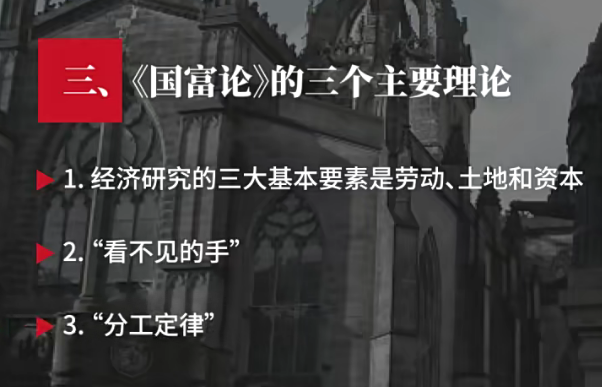 三、《国富论》的三个主要理论
1. 经济研究的三大基本要素是劳动、土地和资本
2. “看不见的手”
3. “分工定律”